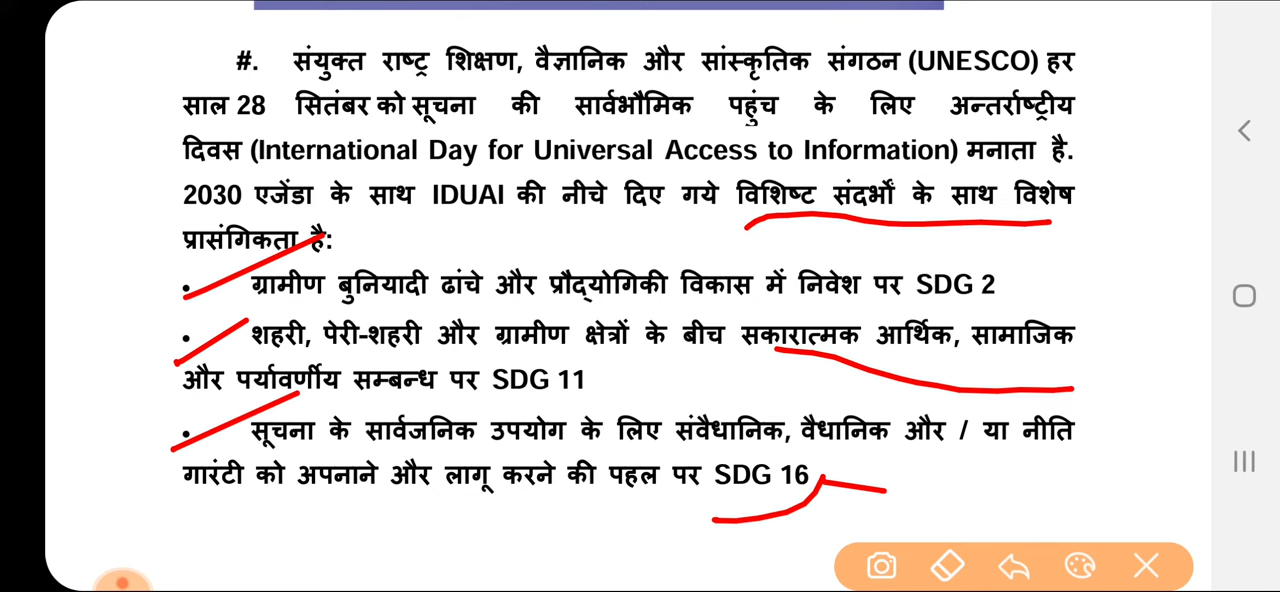 #. संयुक्त राष्ट्र शिक्षण, वैज्ञानिक और सांस्कृतिक संगठन (UNESCO) हर
साल 28 सितंबर को सूचना की सार्वभौमिक पहुंच के लिए अन्तर्राष्ट्रीय
दिवस (International Day for Universal Access to Information) मनाता है.
2030 एजेंडा के साथ IDUAI की नीचे दिए गये विशिष्ट संदर्भों के साथ विशेष
प्रासंगिकता है:
• ग्रामीण बुनियादी ढांचे और प्रौद्योगिकी विकास में निवेश पर SDG 2
• शहरी, पेरी-शहरी और ग्रामीण क्षेत्रों के बीच सकारात्मक आर्थिक, सामाजिक
और पर्यावर्णीय सम्बन्ध पर SDG 11
• सूचना के सार्वजनिक उपयोग के लिए संवैधानिक, वैधानिक और / या नीति
गारंटी को अपनाने और लागू करने की पहल पर SDG 16